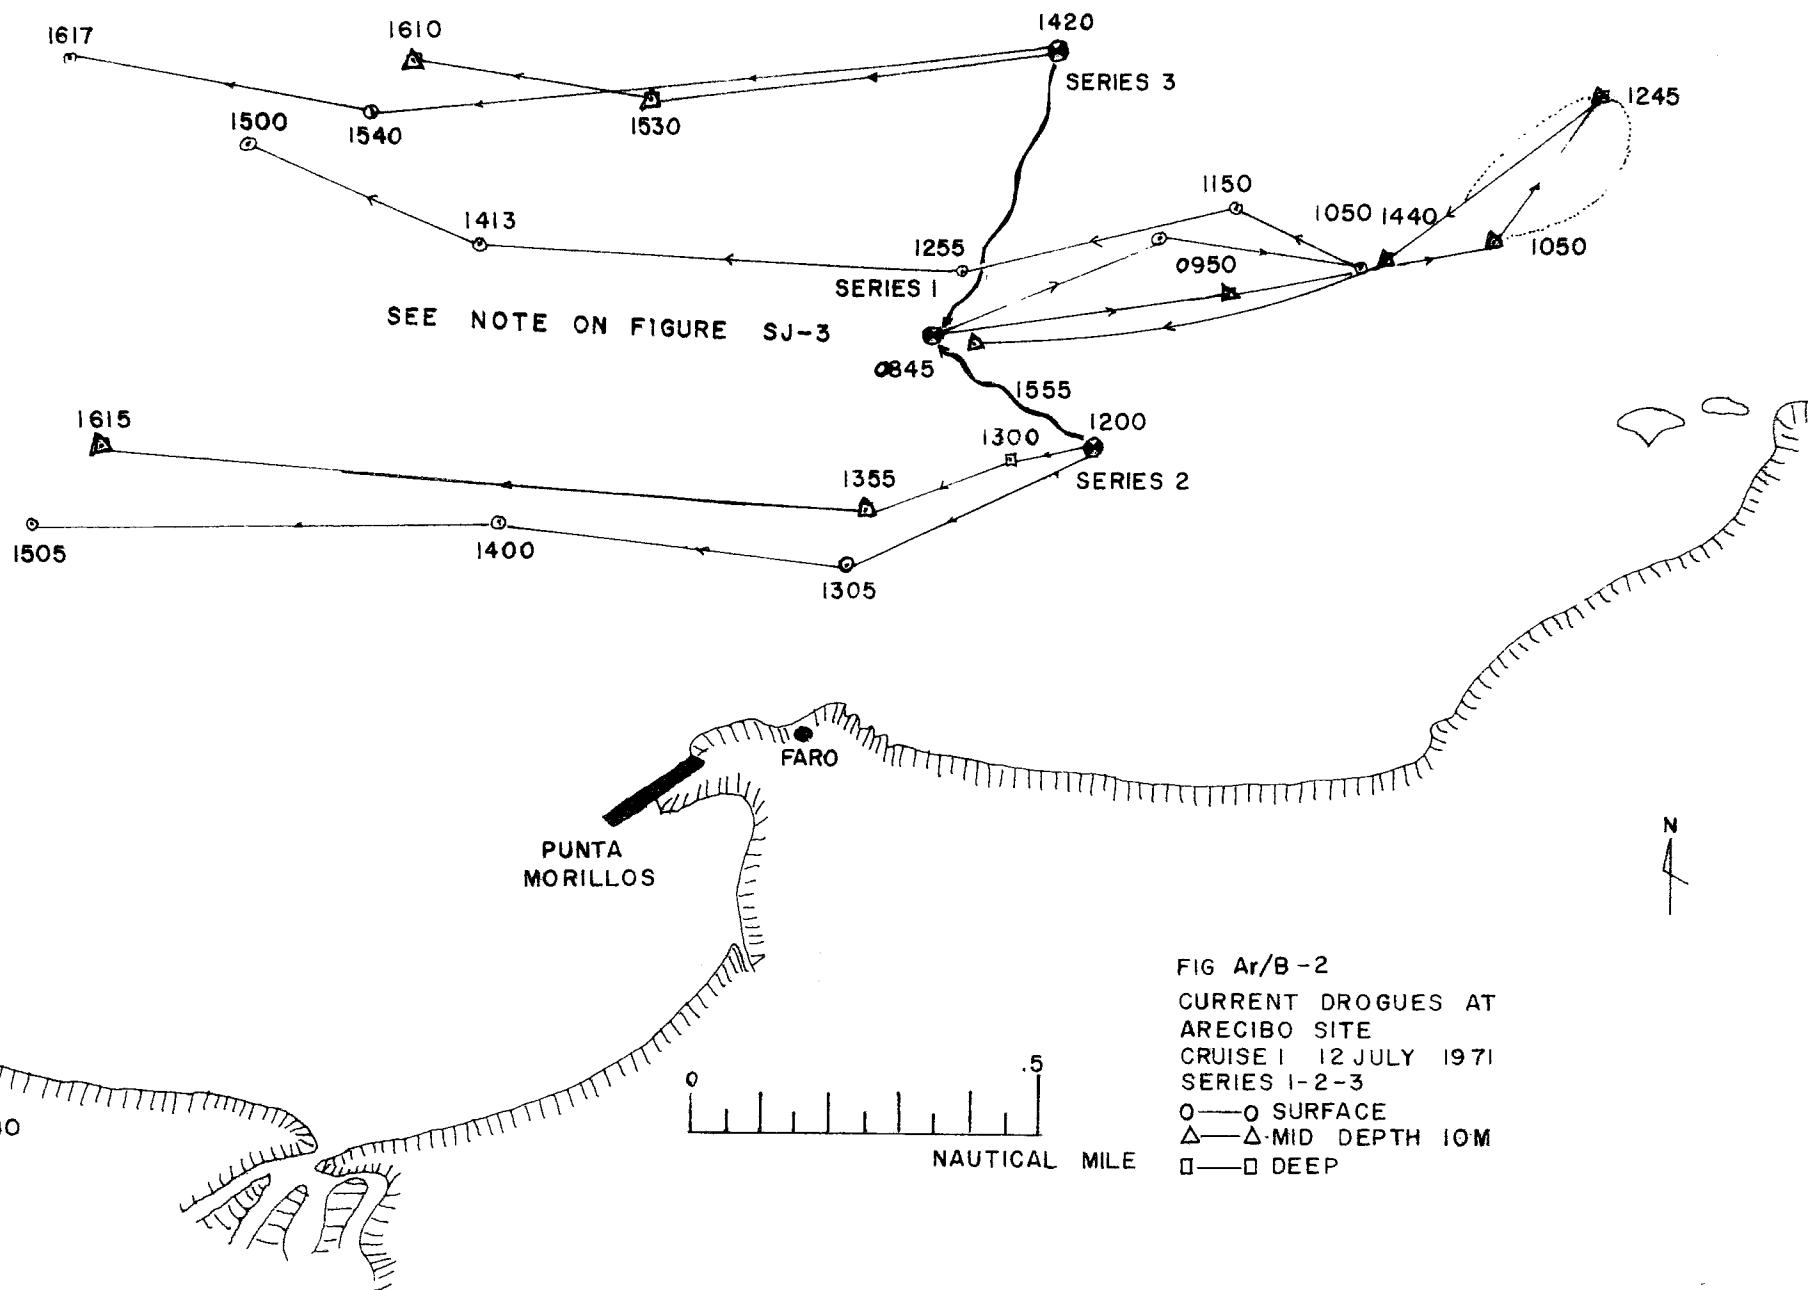 1617
1610
1420
SERIES 3
1245
1500
1540
1530
1150
1413
1255
1050 1440
1050
0950
SERIES 1
SEE NOTE ON FIGURE SJ-3
0845
1555
1615
1300
1200
1355
SERIES 2
1505
1400
1305
FARO
PUNTA
MORILLOS
N
FIG Ar/B-2
CURRENT DROGUES AT
ARECIBO SITE
CRUISE 1 12 JULY 1971
SERIES 1-2-3
SURFACE
MID DEPTH 10M
DEEP
0 .5
NAUTICAL MILE